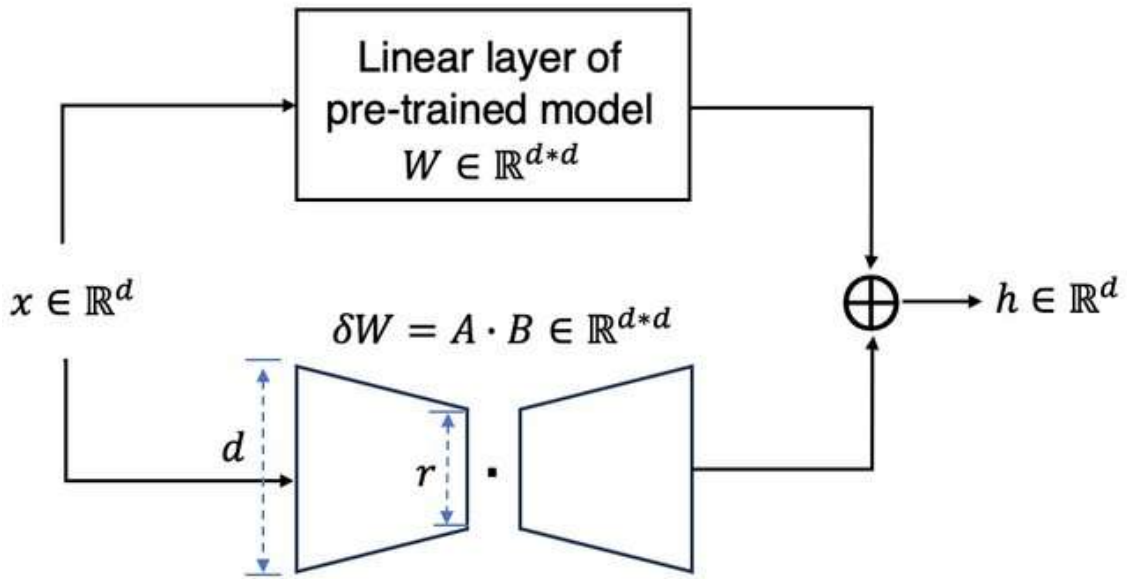 Linear layer of
pre-trained model
W ∈ ℝ^{d*d}
x ∈ ℝ^d
h ∈ ℝ^d
δW = A · B ∈ ℝ^{d*d}
d
r